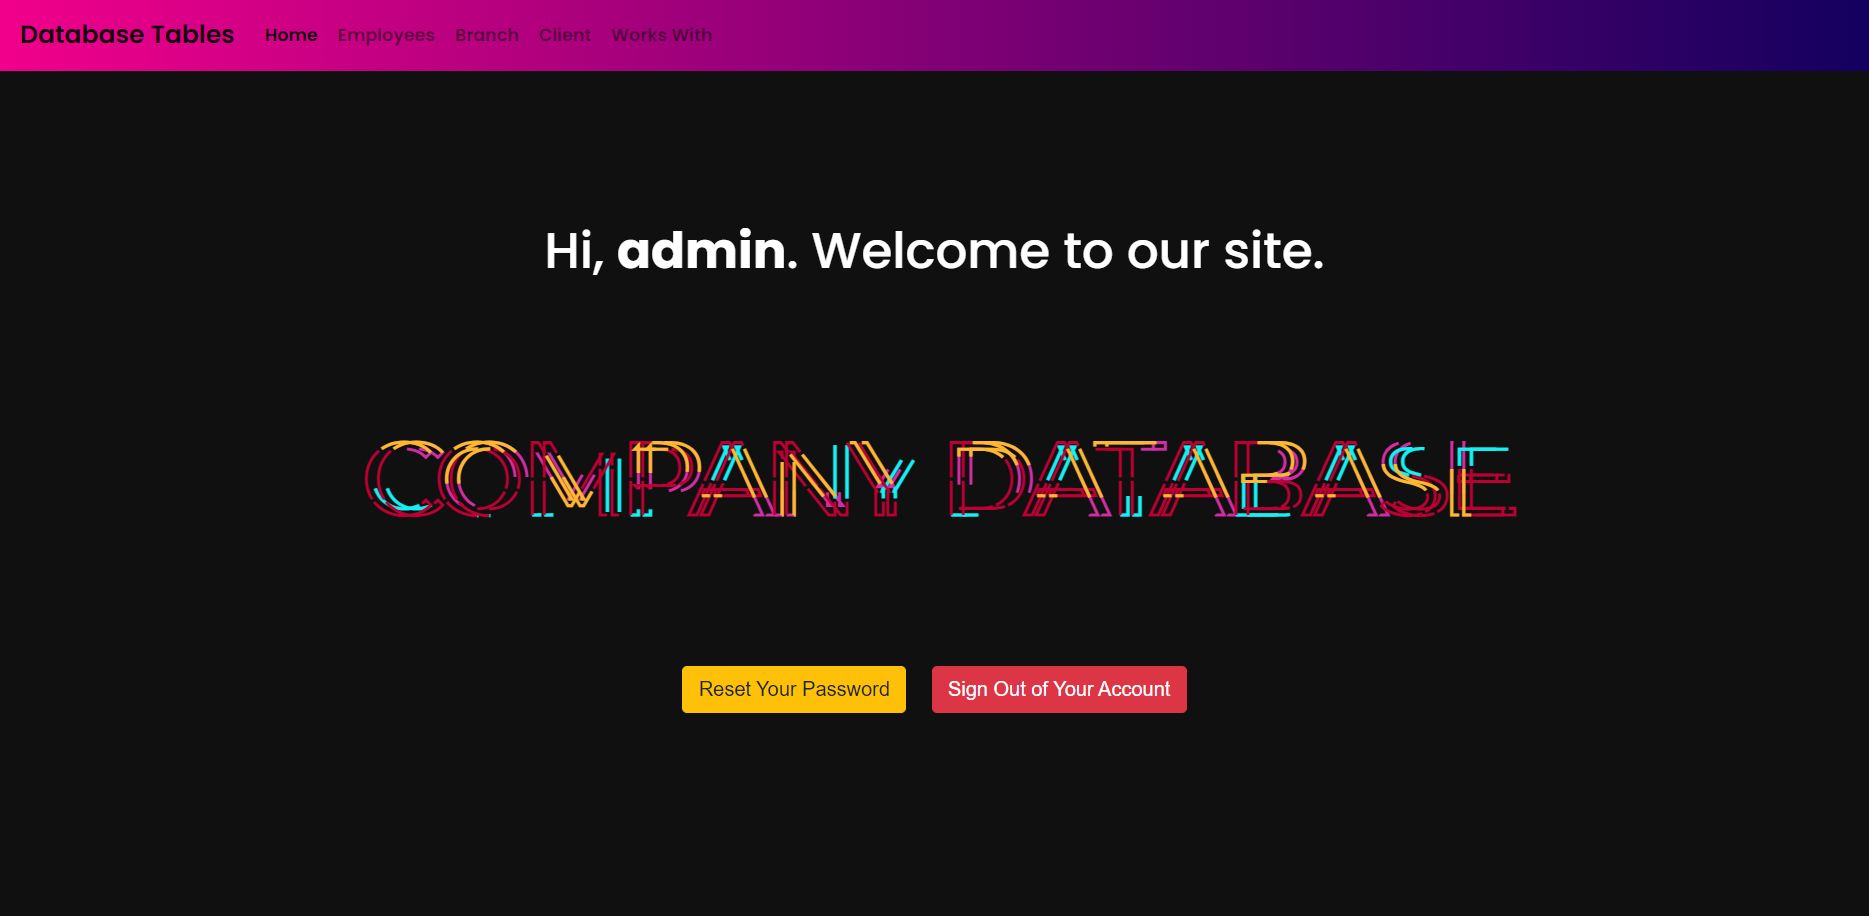 Database Tables Home Employees Branch Client Works With
Hi, admin. Welcome to our site.
COMPANY DATABASE
Reset Your Password Sign Out of Your Account